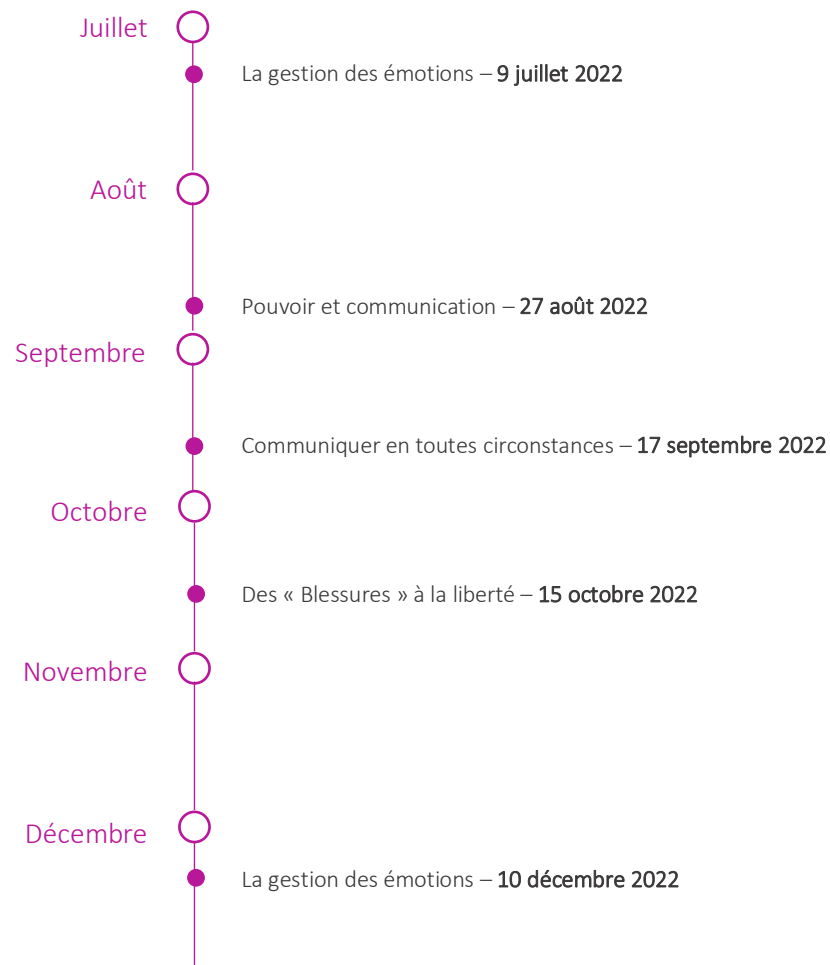 Juillet
La gestion des émotions – 9 juillet 2022
Août
Pouvoir et communication – 27 août 2022
Septembre
Communiquer en toutes circonstances – 17 septembre 2022
Octobre
Des « Blessures » à la liberté – 15 octobre 2022
Novembre
Décembre
La gestion des émotions – 10 décembre 2022